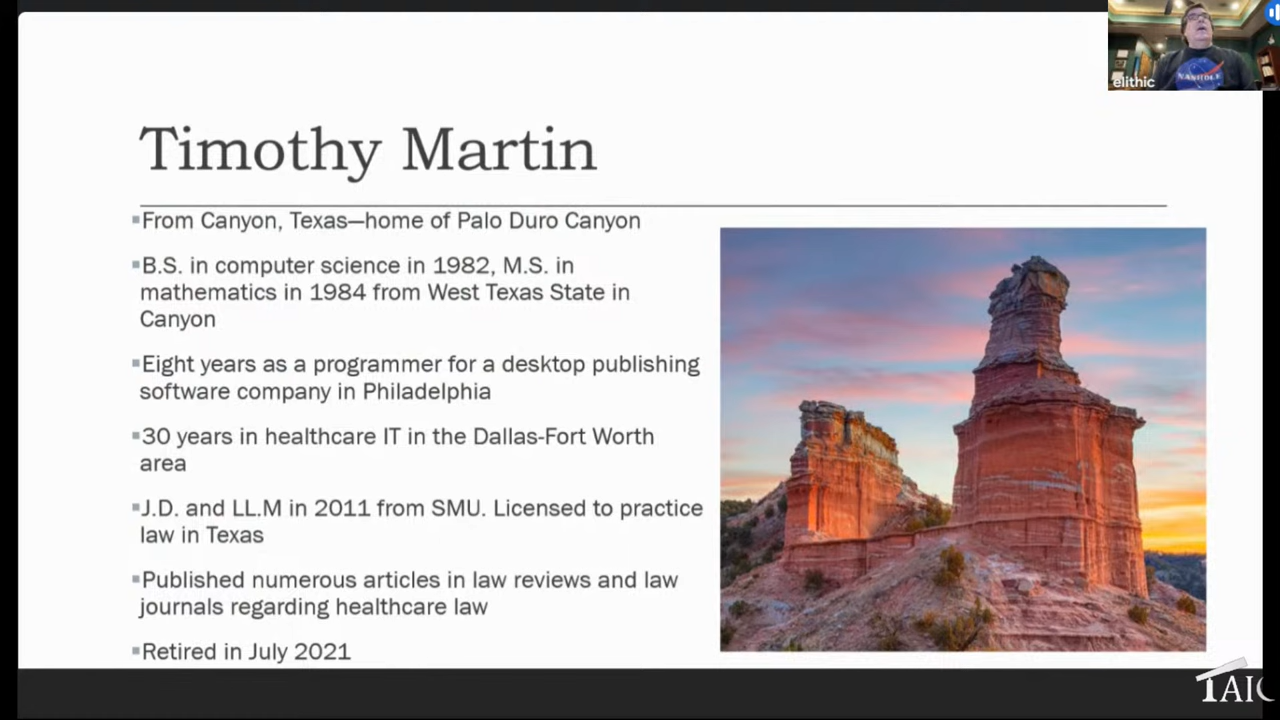 elithic
NASHOLE
Timothy Martin
▪From Canyon, Texas—home of Palo Duro Canyon
▪B.S. in computer science in 1982, M.S. in
mathematics in 1984 from West Texas State in
Canyon
▪Eight years as a programmer for a desktop publishing
software company in Philadelphia
▪30 years in healthcare IT in the Dallas-Fort Worth
area
▪J.D. and LL.M in 2011 from SMU. Licensed to practice
law in Texas
▪Published numerous articles in law reviews and law
journals regarding healthcare law
▪Retired in July 2021